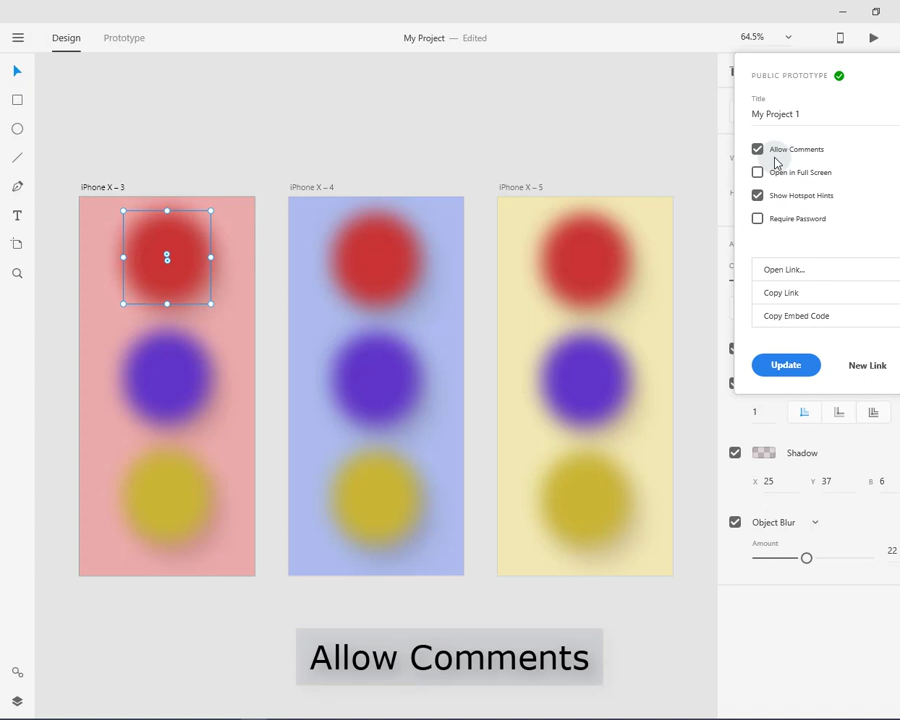 Design Prototype My Project — Edited 64.5%
PUBLIC PROTOTYPE
Title
My Project 1
Allow Comments
Open in Full Screen
Show Hotspot Hints
Require Password
Open Link...
Copy Link
Copy Embed Code
Update New Link
iPhone X – 3 iPhone X – 4 iPhone X – 5
1
Shadow
X 25 Y 37 B 6
Object Blur
Amount
22
Allow Comments